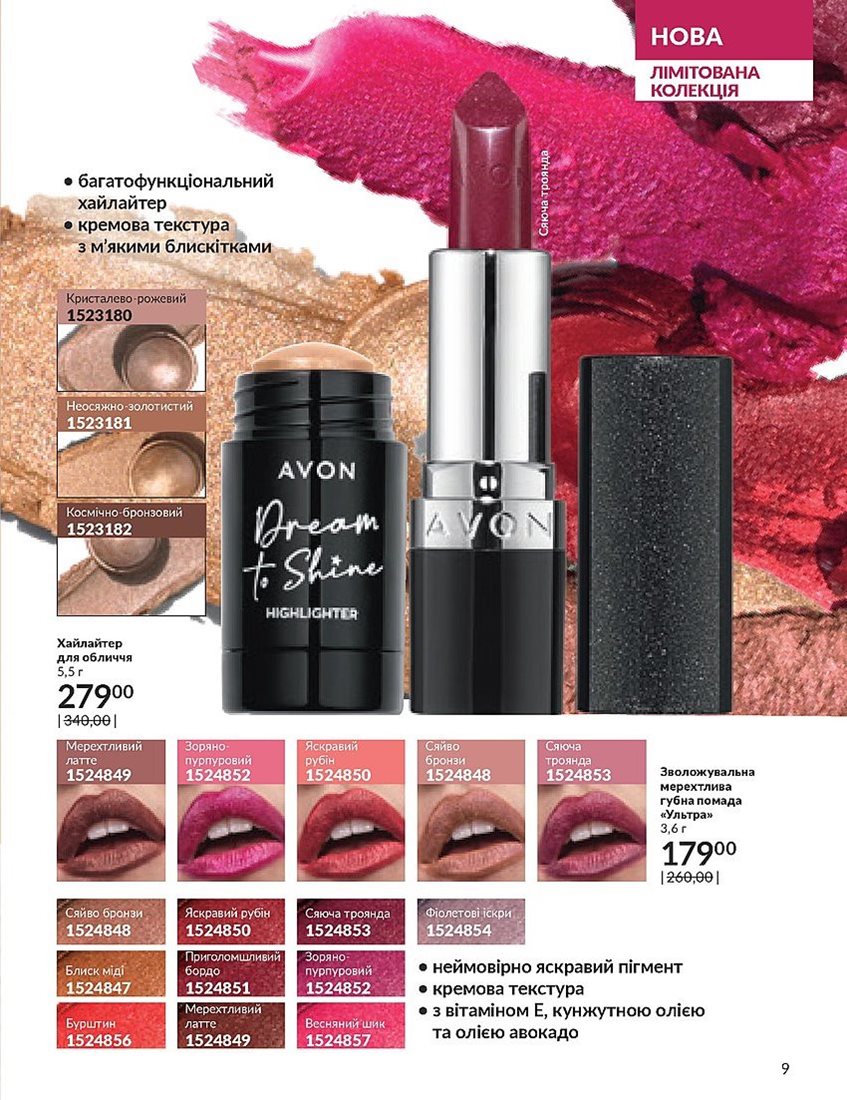 НОВА
ЛІМІТОВАНА
КОЛЕКЦІЯ
• багатофункціональний
хайлайтер
• кремова текстура
з м’якими блискітками
Сяюча троянда
Кристалево-рожевий
1523180
Неосяжно-золотистий
1523181
Космічно-бронзовий
1523182
AVON
Dream
to Shine
HIGHLIGHTER
AVON
AVON
Хайлайтер
для обличчя
5,5 г
27900
|340,00|
Мерехтливий
латте
1524849
Зоряно-
пурпуровий
1524852
Яскравий
рубін
1524850
Сяйво
бронзи
1524848
Сяюча
троянда
1524853
Зволожувальна
мерехтлива
губна помада
«Ультра»
3,6 г
17900
|260,00|
Сяйво бронзи
1524848
Яскравий рубін
1524850
Сяюча троянда
1524853
Фіолетові іскри
1524854
Блиск міді
1524847
Приголомшливий
бордо
1524851
Зоряно-
пурпуровий
1524852
Бурштин
1524856
Мерехтливий
латте
1524849
Весняний шик
1524857
• неймовірно яскравий пігмент
• кремова текстура
• з вітаміном Е, кунжутною олією
та олією авокадо
9